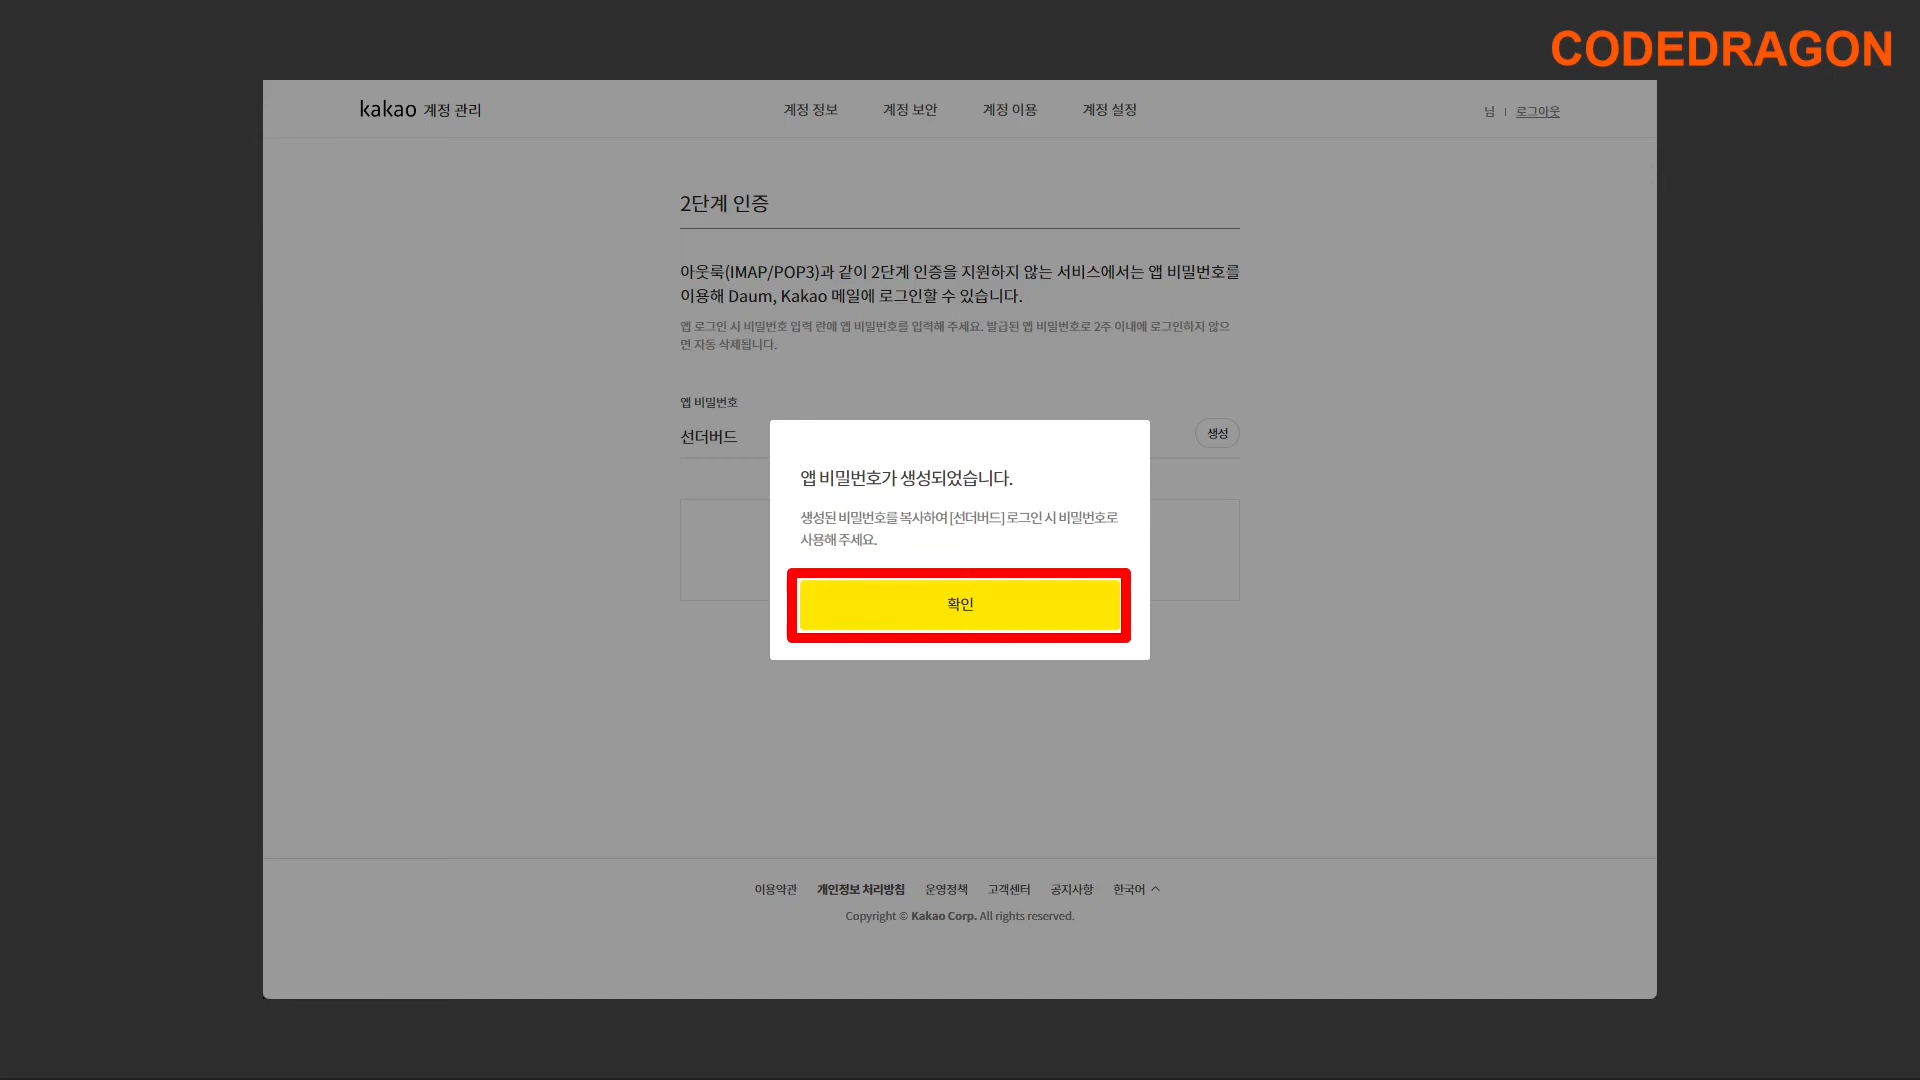 CODEDRAGON
kakao 계정 관리
계정 정보 계정 보안 계정 이용 계정 설정
님 | 로그아웃
2단계 인증
아웃룩(IMAP/POP3)과 같이 2단계 인증을 지원하지 않는 서비스에서는 앱 비밀번호를
이용해 Daum, Kakao 메일에 로그인할 수 있습니다.
앱 로그인 시 비밀번호 입력 란에 앱 비밀번호를 입력해 주세요. 발급된 앱 비밀번호로 2주 이내에 로그인하지 않으
면 자동 삭제됩니다.
앱 비밀번호
선더버드
생성
앱 비밀번호가 생성되었습니다.
생성된 비밀번호를 복사하여 [선더버드] 로그인 시 비밀번호로
사용해 주세요.
확인
이용약관 개인정보 처리방침 운영정책 고객센터 공지사항 한국어
Copyright © Kakao Corp. All rights reserved.